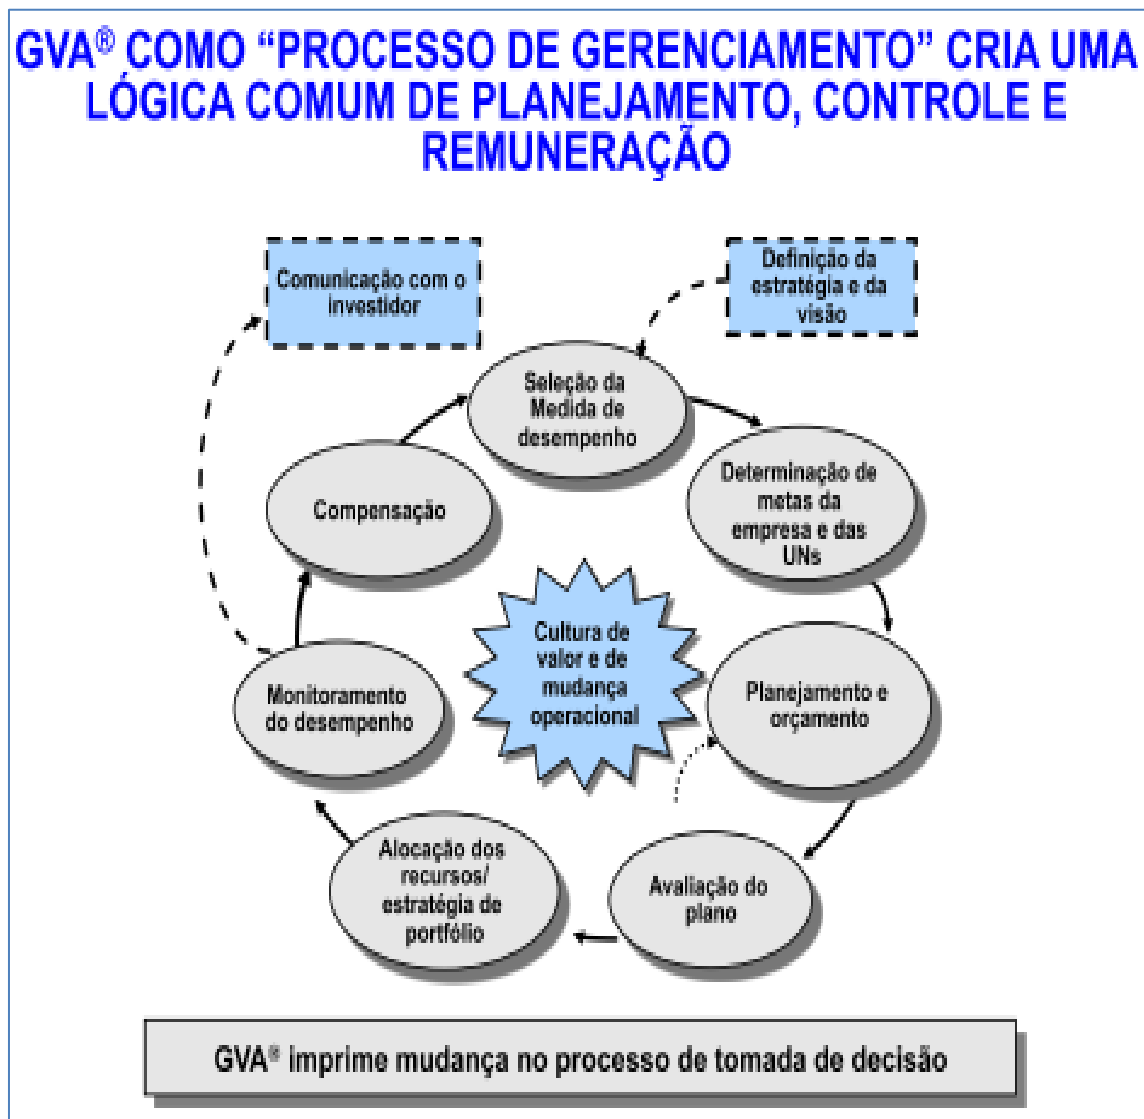 GVA® COMO “PROCESSO DE GERENCIAMENTO” CRIA UMA
LÓGICA COMUM DE PLANEJAMENTO, CONTROLE E
REMUNERAÇÃO
Comunicação com o
investidor
Definição da
estratégia e da
visão
Seleção da
Medida de
desempenho
Determinação de
metas da
empresa e das
UNs
Compensação
Cultura de
valor e de
mudança
operacional
Planejamento e
orçamento
Monitoramento
do desempenho
Alocação dos
recursos/
estratégia de
portfólio
Avaliação do
plano
GVA® imprime mudança no processo de tomada de decisão